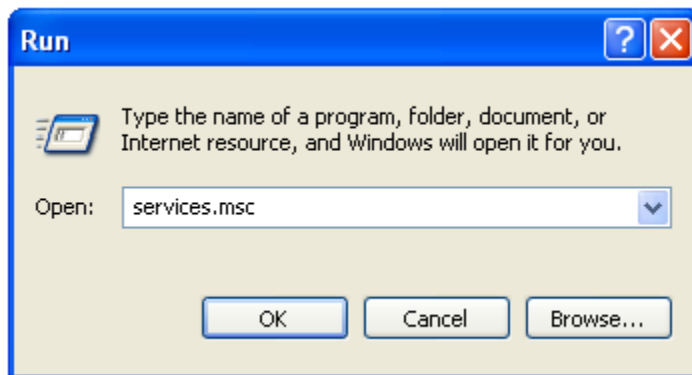 Run
Type the name of a program, folder, document, or
Internet resource, and Windows will open it for you.
Open: services.msc
OK Cancel Browse...